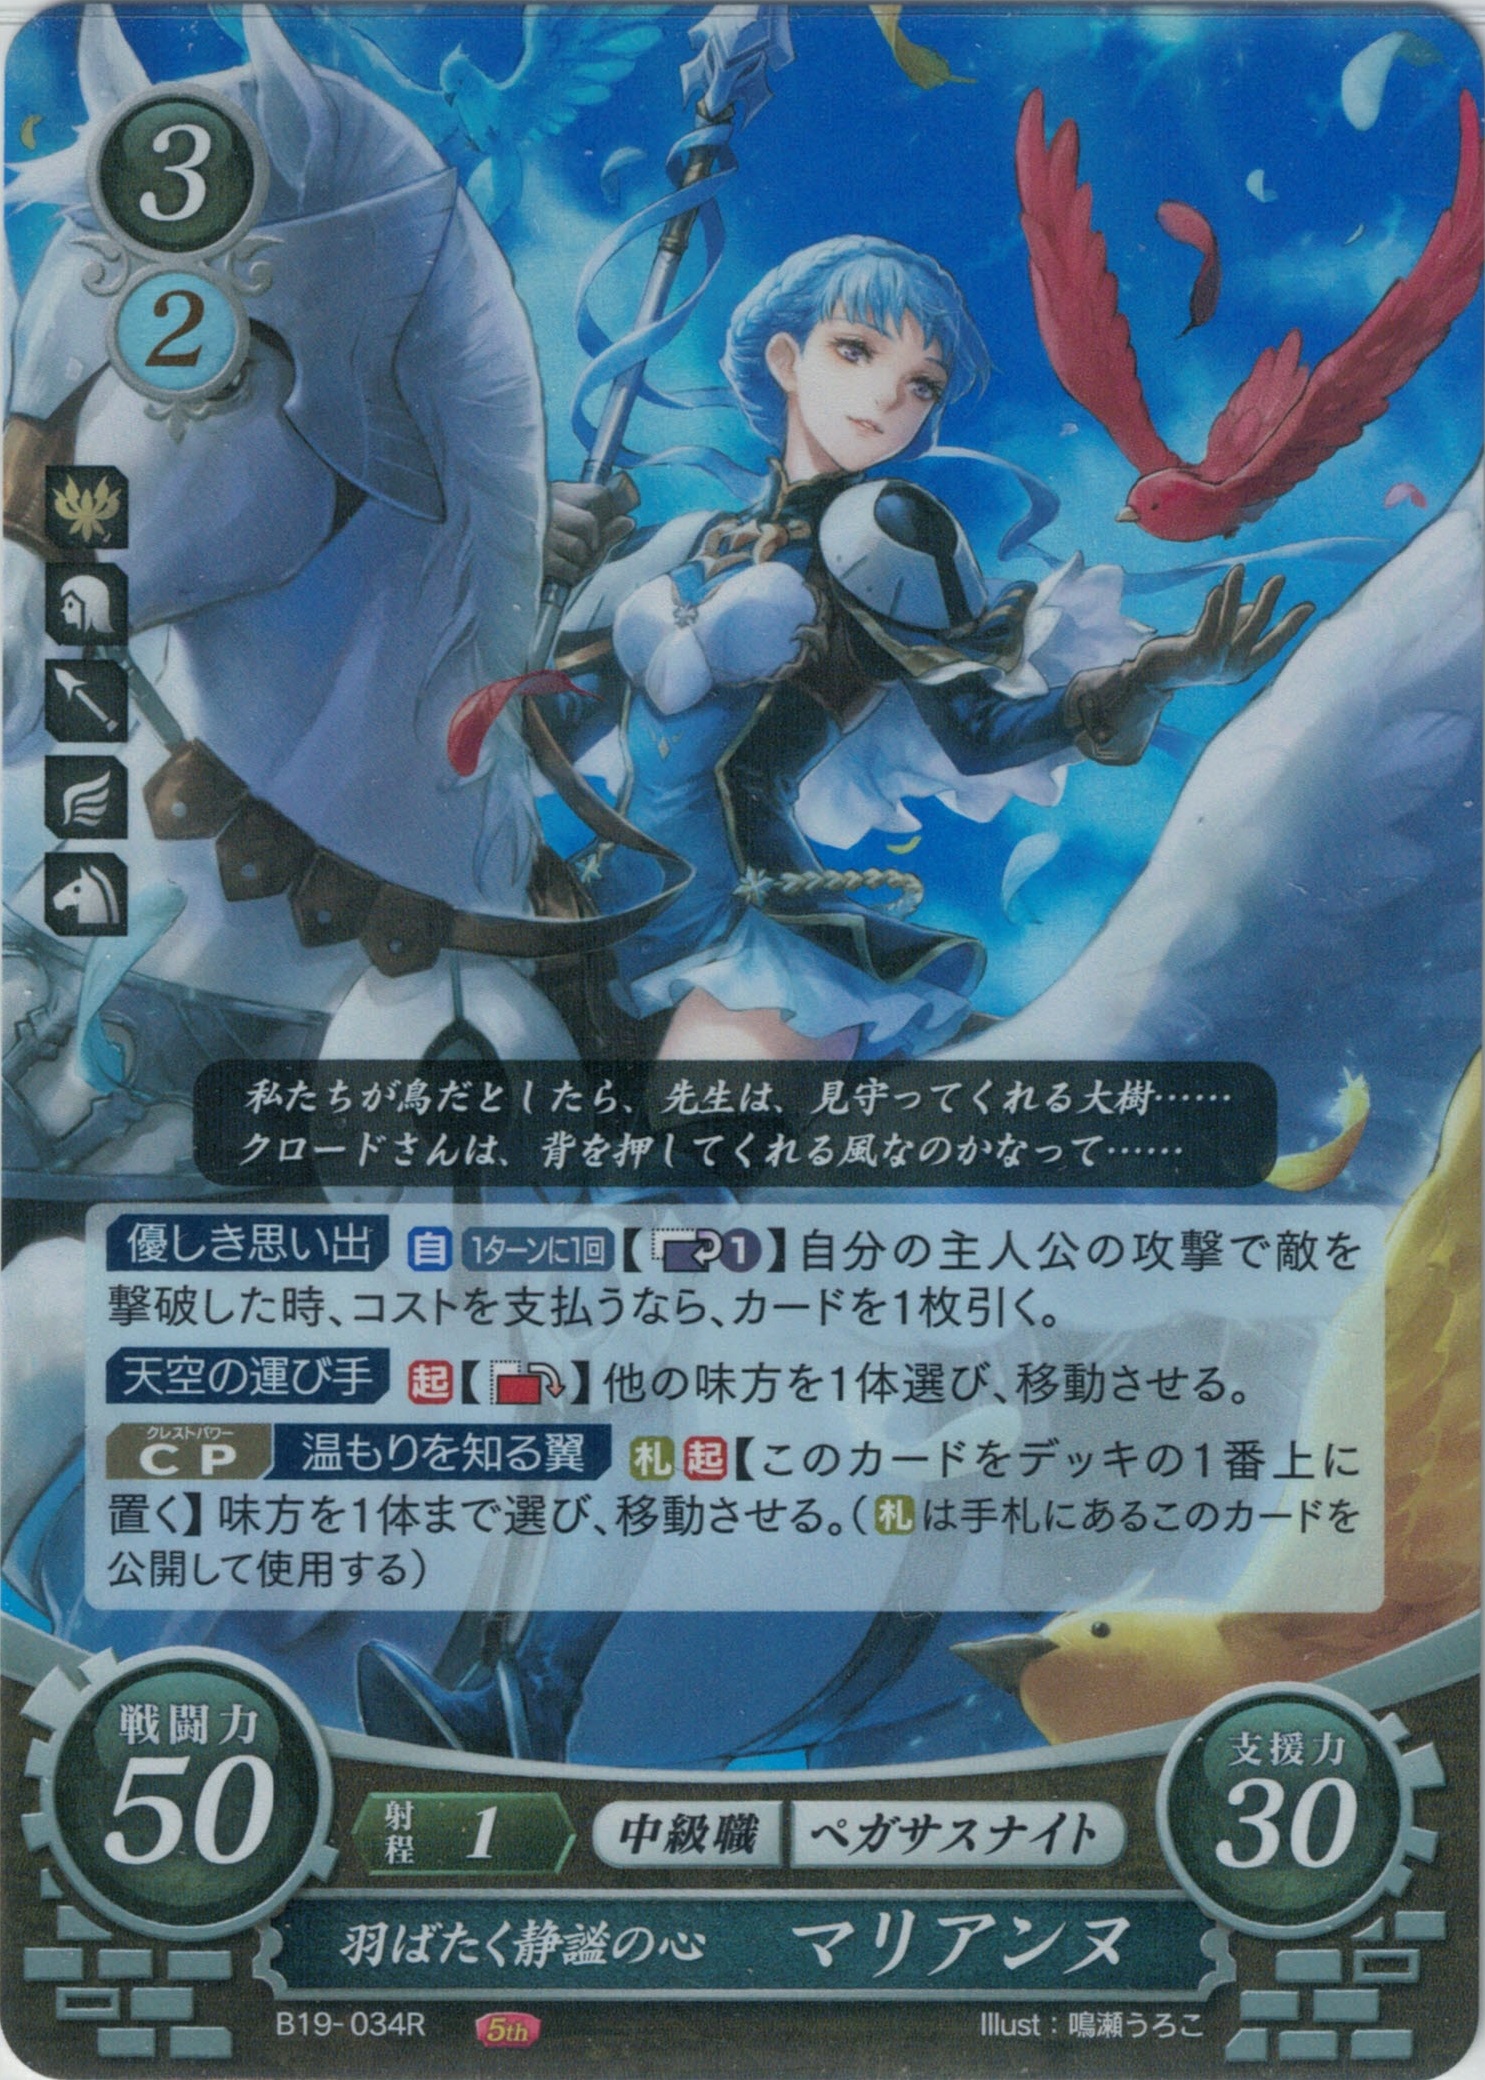 3
2
私たちが鳥だとしたら、先生は、見守ってくれる大樹……
クロードさんは、背を押してくれる風なのかなって……
優しき思い出 自 1ターンに1回【1】自分の主人公の攻撃で敵を
撃破した時、コストを支払うなら、カードを1枚引く。
天空の運び手 起【】他の味方を1体選び、移動させる。
クレストパワー
CP 温もりを知る翼 札 起【このカードをデッキの1番上に
置く】味方を1体まで選び、移動させる。(札は手札にあるこのカードを
公開して使用する)
戦闘力
50
射程 1
中級職 ペガサスナイト
支援力
30
羽ばたく静謐の心 マリアンヌ
B19-034R 5th Illust：鳴瀬うろこ